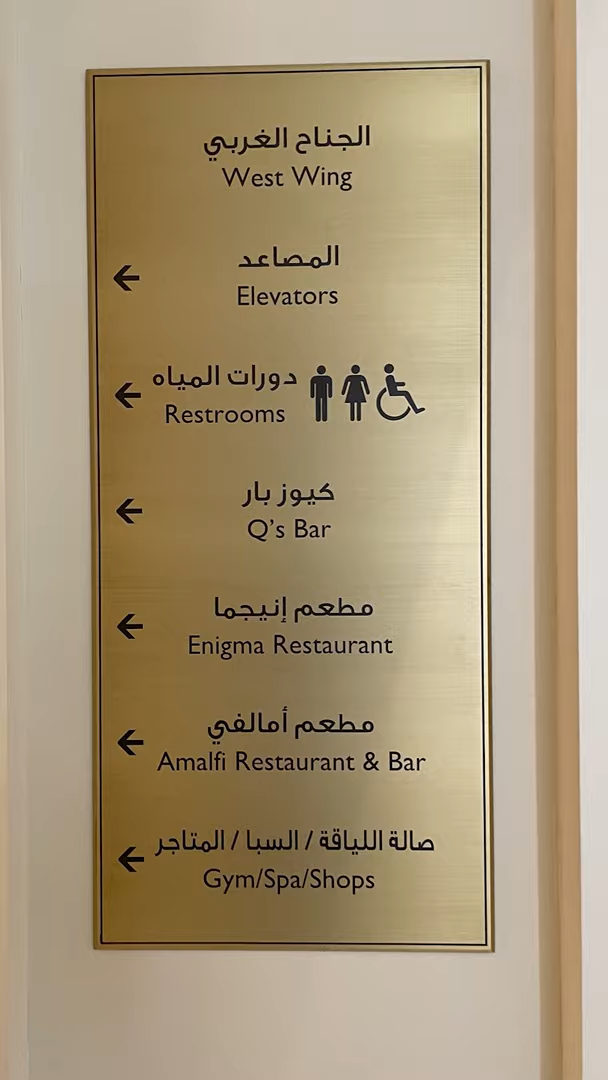 الجناح الغربي
West Wing
المصاعد
Elevators
دورات المياه
Restrooms
كيوز بار
Q's Bar
مطعم إنيجما
Enigma Restaurant
مطعم أمالفي
Amalfi Restaurant & Bar
صالة اللياقة / السبا / المتاجر
Gym/Spa/Shops